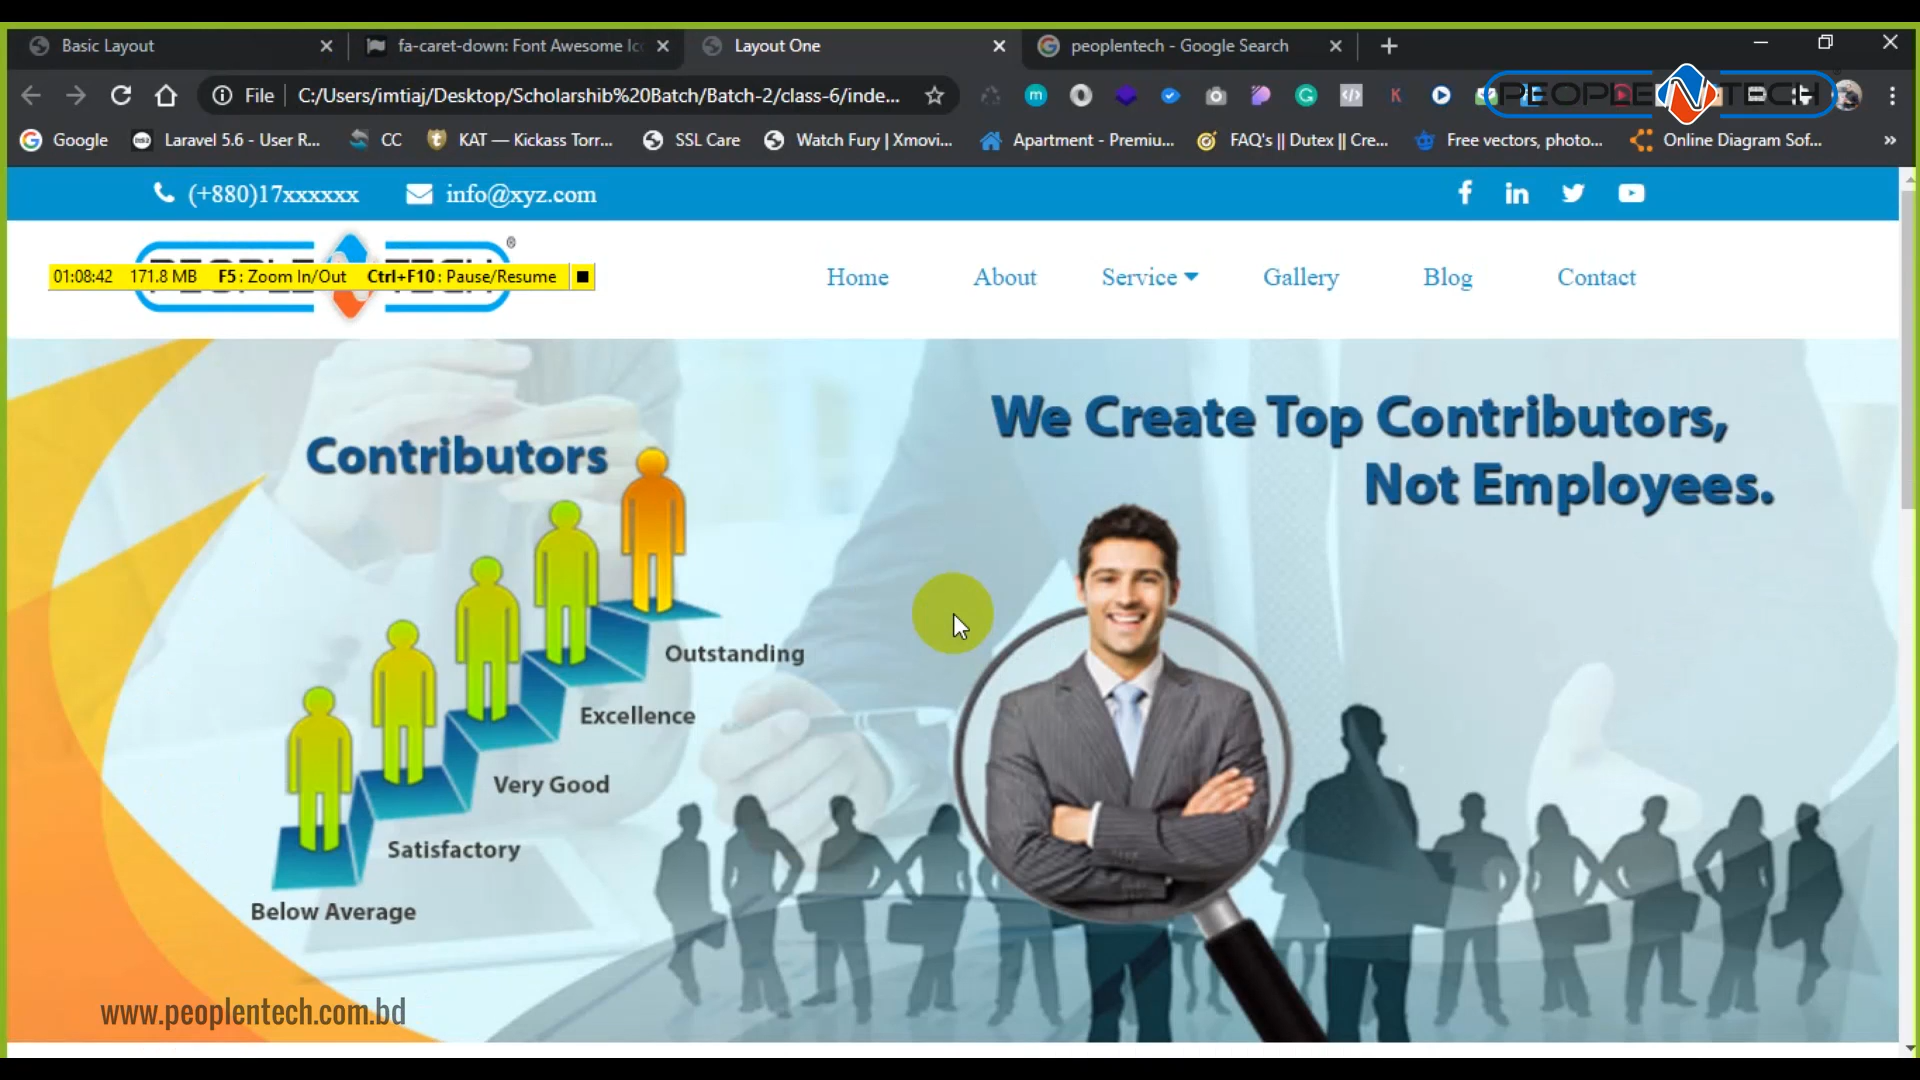 Basic Layout
fa-caret-down: Font Awesome Ic
Layout One
peoplentech - Google Search
File
C:/Users/imtiaj/Desktop/Scholarshib%20Batch/Batch-2/class-6/inde...
PEOPLE N TECH
Google
Laravel 5.6 - User R...
CC
KAT — Kickass Torr...
SSL Care
Watch Fury | Xmovi...
Apartment - Premiu...
FAQ's || Dutex || Cre...
Free vectors, photo...
Online Diagram Sof...
»
(+880)17xxxxxx
info@xyz.com
®
01:08:42 171.8 MB F5: Zoom In/Out Ctrl+F10: Pause/Resume
Home
About
Service
Gallery
Blog
Contact
We Create Top Contributors,
Not Employees.
Contributors
Outstanding
Excellence
Very Good
Satisfactory
Below Average
www.peoplentech.com.bd